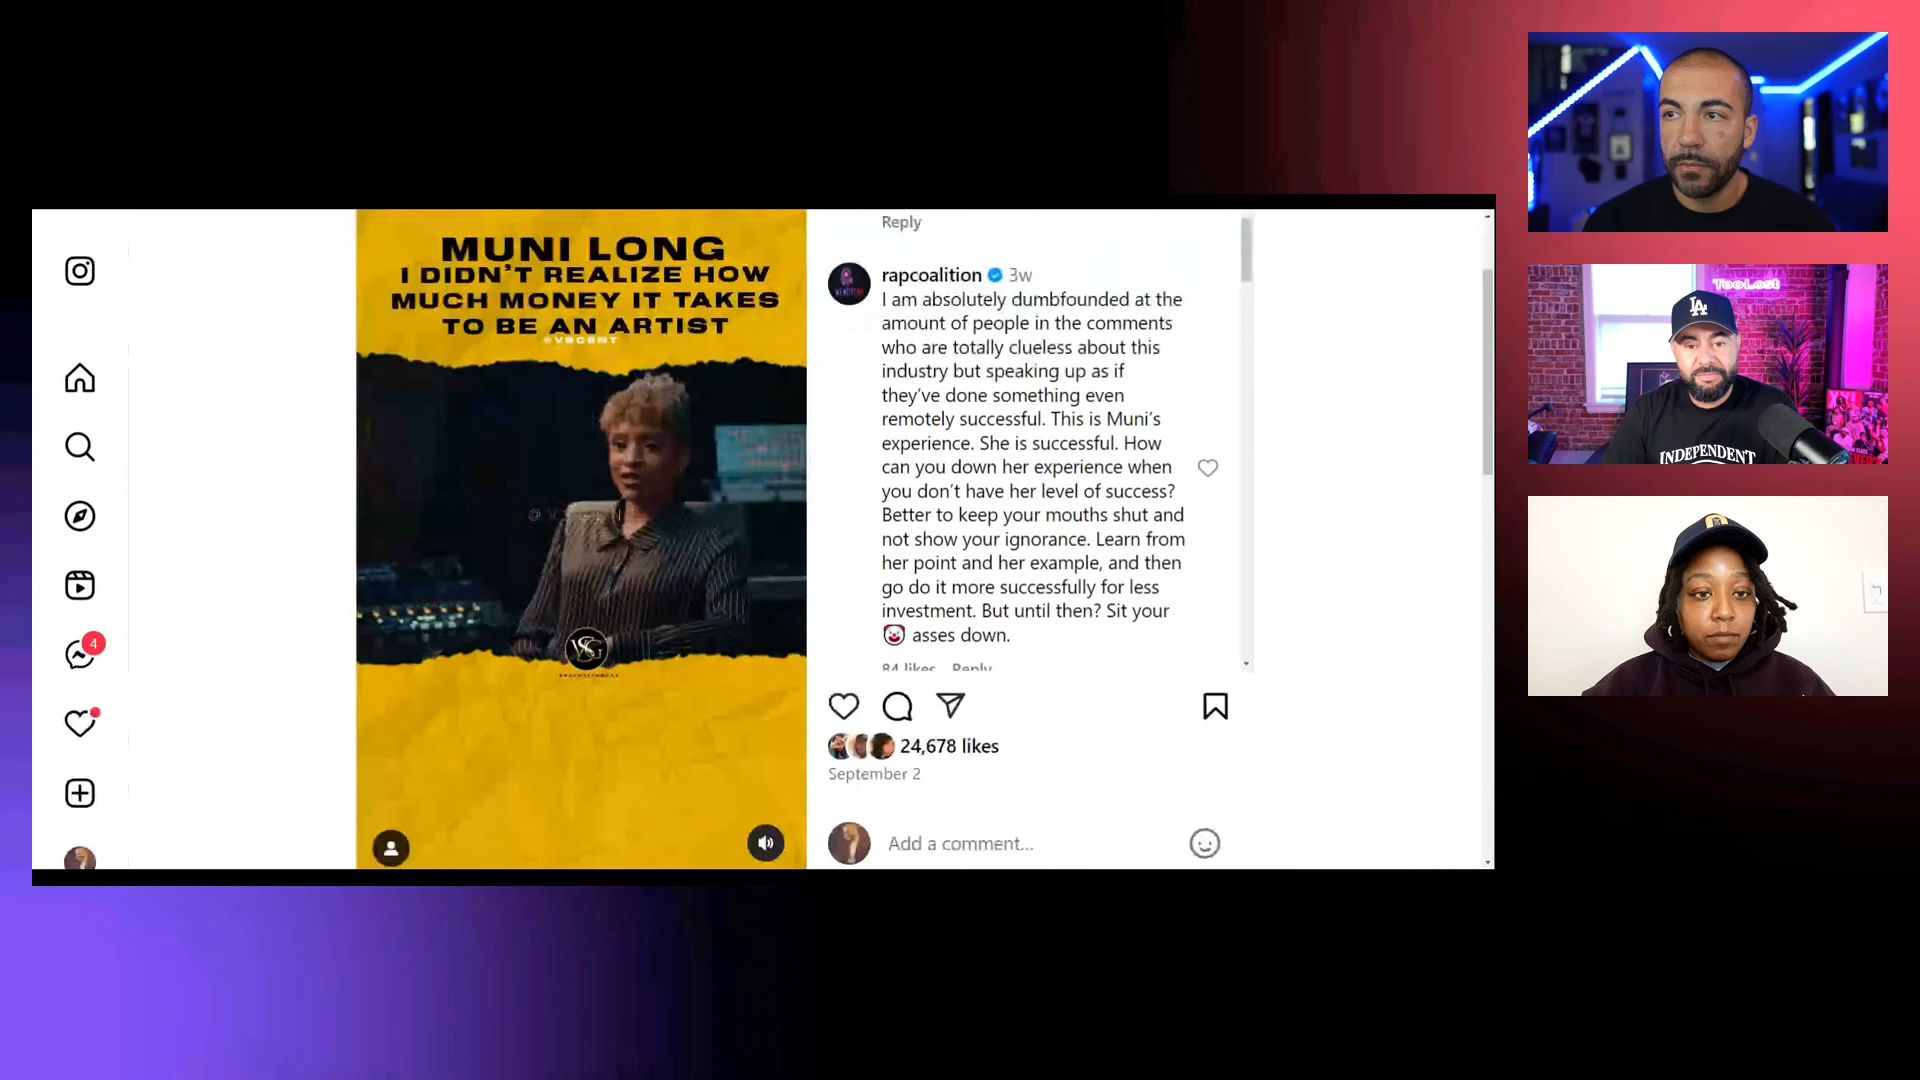 MUNI LONG
I DIDN'T REALIZE HOW
MUCH MONEY IT TAKES
TO BE AN ARTIST
@VSCENT
VSG
Reply
rapcoalition 3w
I am absolutely dumbfounded at the
amount of people in the comments
who are totally clueless about this
industry but speaking up as if
they've done something even
remotely successful. This is Muni's
experience. She is successful. How
can you down her experience when
you don't have her level of success?
Better to keep your mouths shut and
not show your ignorance. Learn from
her point and her example, and then
go do it more successfully for less
investment. But until then? Sit your
🤡 asses down.
84 likes Reply
24,678 likes
September 2
Add a comment...
4
TooLost
LA
INDEPENDENT